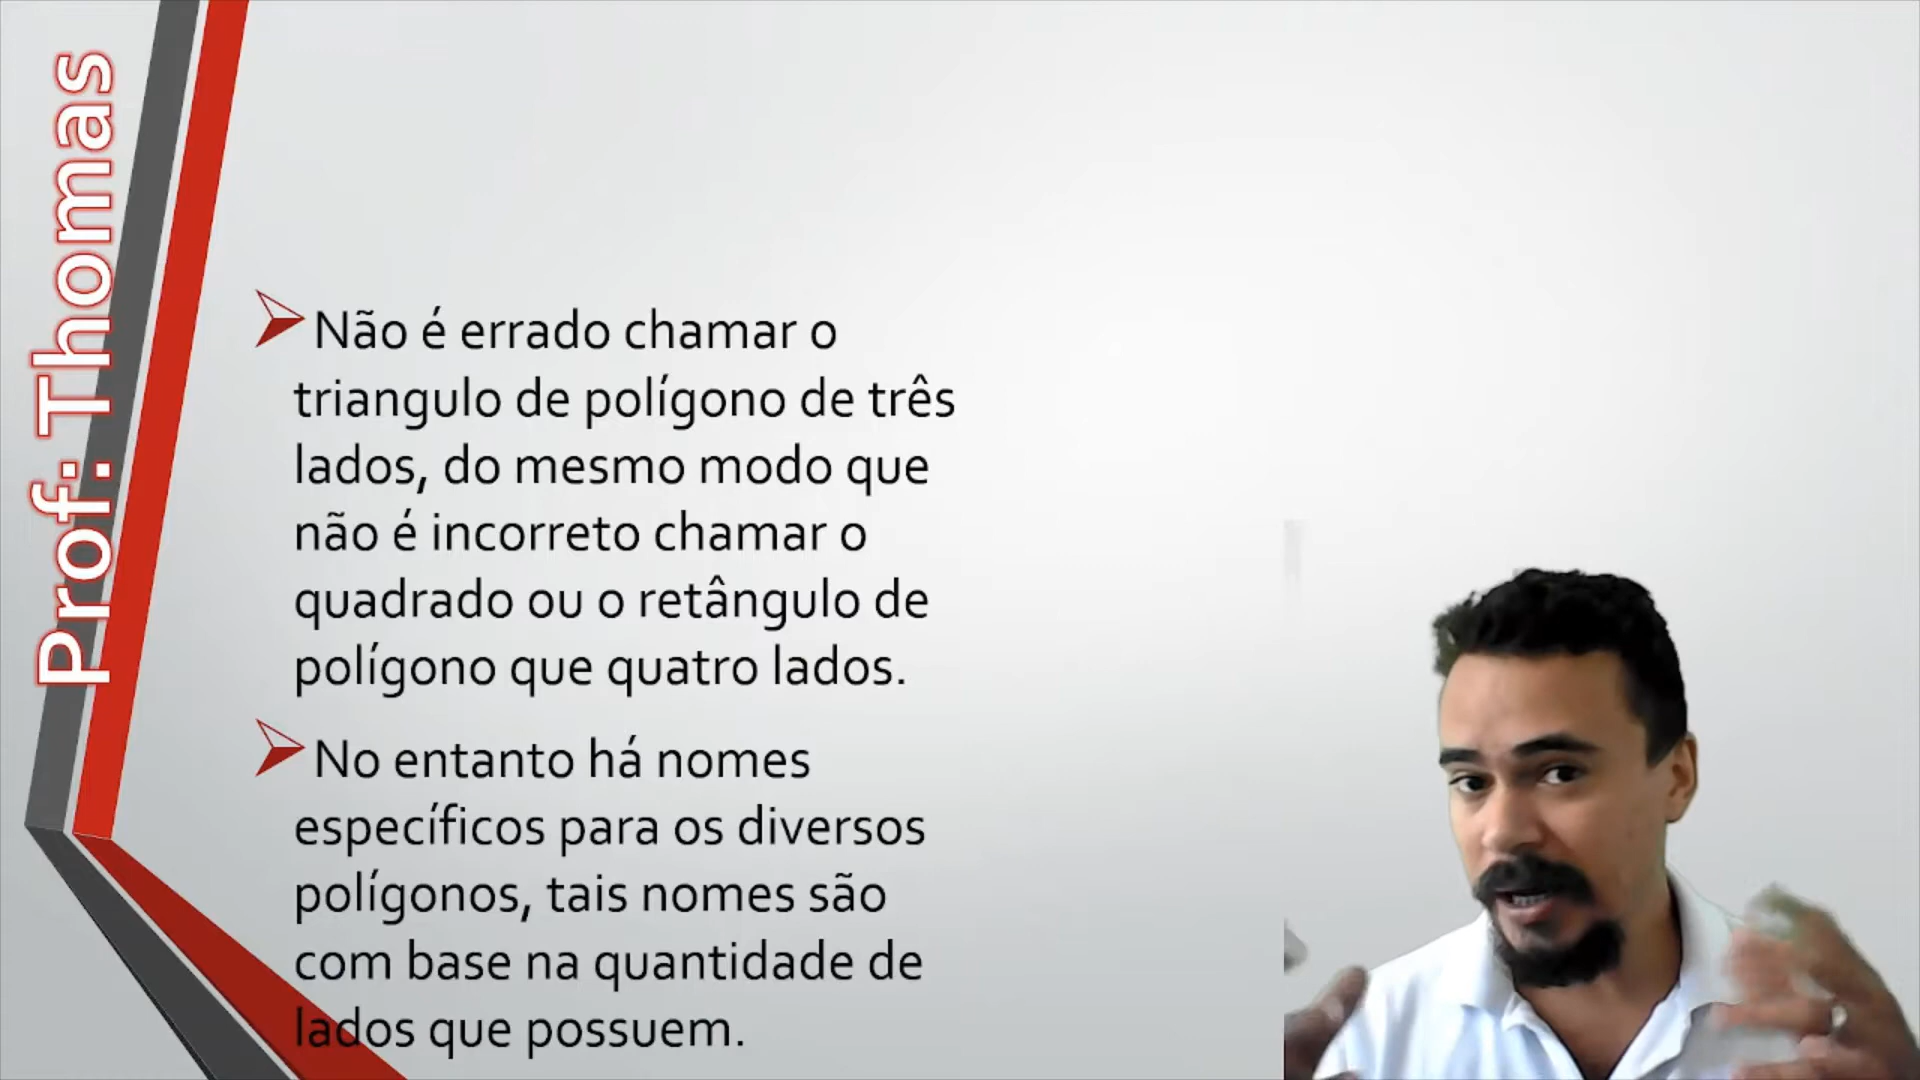 Prof: Thomas
Não é errado chamar o
triangulo de polígono de três
lados, do mesmo modo que
não é incorreto chamar o
quadrado ou o retângulo de
polígono que quatro lados.
No entanto há nomes
específicos para os diversos
polígonos, tais nomes são
com base na quantidade de
lados que possuem.